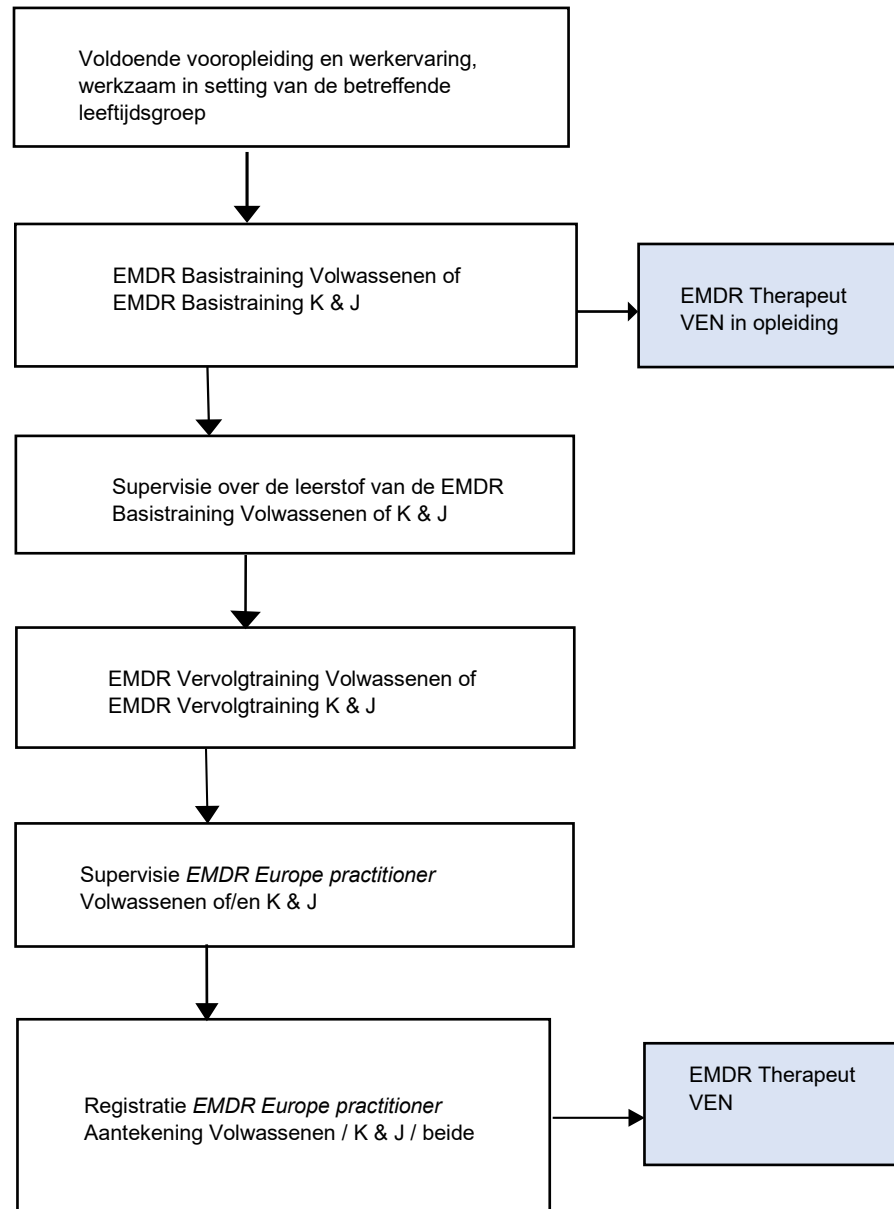 Voldoende vooropleiding en werkervaring,
werkzaam in setting van de betreffende
leeftijdsgroep
EMDR Basistraining Volwassenen of
EMDR Basistraining K & J
EMDR Therapeut
VEN in opleiding
Supervisie over de leerstof van de EMDR
Basistraining Volwassenen of K & J
EMDR Vervolgtraining Volwassenen of
EMDR Vervolgtraining K & J
Supervisie EMDR Europe practitioner
Volwassenen of/en K & J
Registratie EMDR Europe practitioner
Aantekening Volwassenen / K & J / beide
EMDR Therapeut
VEN